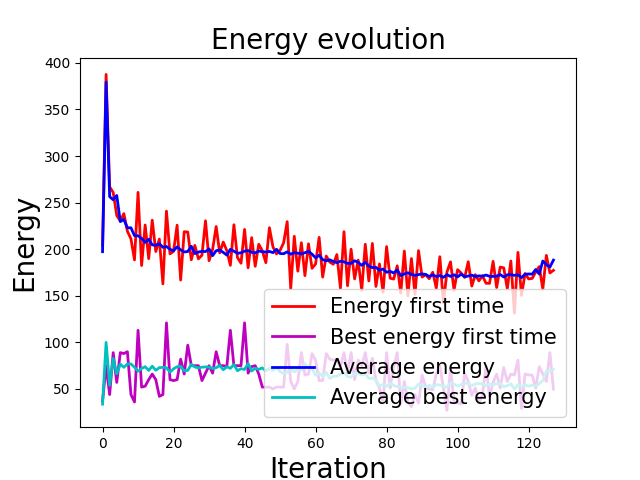 Energy evolution
Energy
400
350
300
250
200
150
100
50
0
20
40
60
80
100
120
Iteration
Energy first time
Best energy first time
Average energy
Average best energy